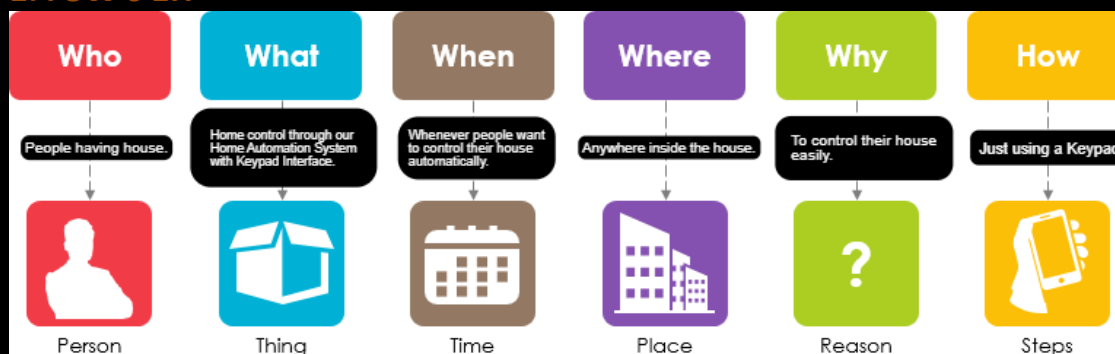 Who
What
When
Where
Why
How
People having house.
Home control through our
Home Automation System
with Keypad Interface.
Whenever people want
to control their house
automatically.
Anywhere inside the house.
To control their house
easily.
Just using a Keypad
?
Person
Thing
Time
Place
Reason
Steps